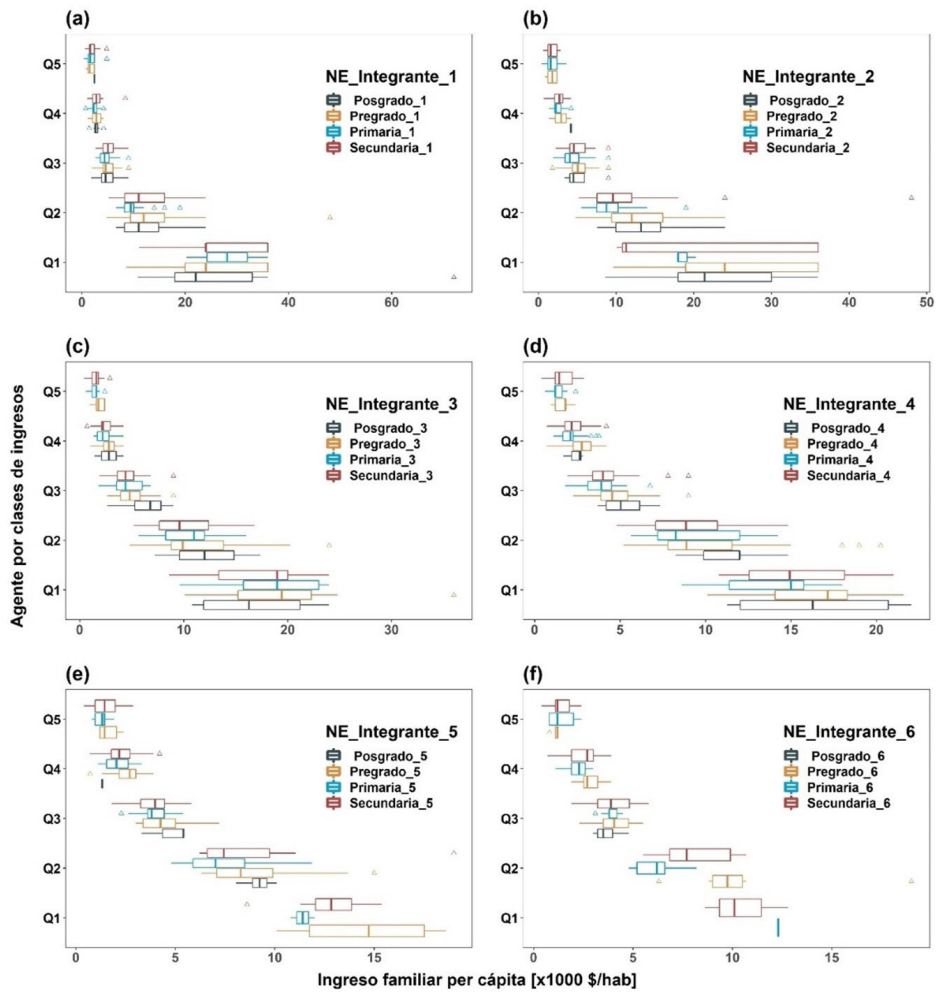 (a)
NE_Integrante_1
Posgrado_1
Pregrado_1
Primaria_1
Secundaria_1
Q5
Q4
Q3
Q2
Q1
0 20 40 60
(b)
NE_Integrante_2
Posgrado_2
Pregrado_2
Primaria_2
Secundaria_2
Q5
Q4
Q3
Q2
Q1
0 10 20 30 40 50
(c)
NE_Integrante_3
Posgrado_3
Pregrado_3
Primaria_3
Secundaria_3
Q5
Q4
Q3
Q2
Q1
0 10 20 30
(d)
NE_Integrante_4
Posgrado_4
Pregrado_4
Primaria_4
Secundaria_4
Q5
Q4
Q3
Q2
Q1
0 5 10 15 20
(e)
NE_Integrante_5
Posgrado_5
Pregrado_5
Primaria_5
Secundaria_5
Q5
Q4
Q3
Q2
Q1
0 5 10 15
(f)
NE_Integrante_6
Posgrado_6
Pregrado_6
Primaria_6
Secundaria_6
Q5
Q4
Q3
Q2
Q1
0 5 10 15
Agente por clases de ingresos
Ingreso familiar per cápita [x1000 $/hab]